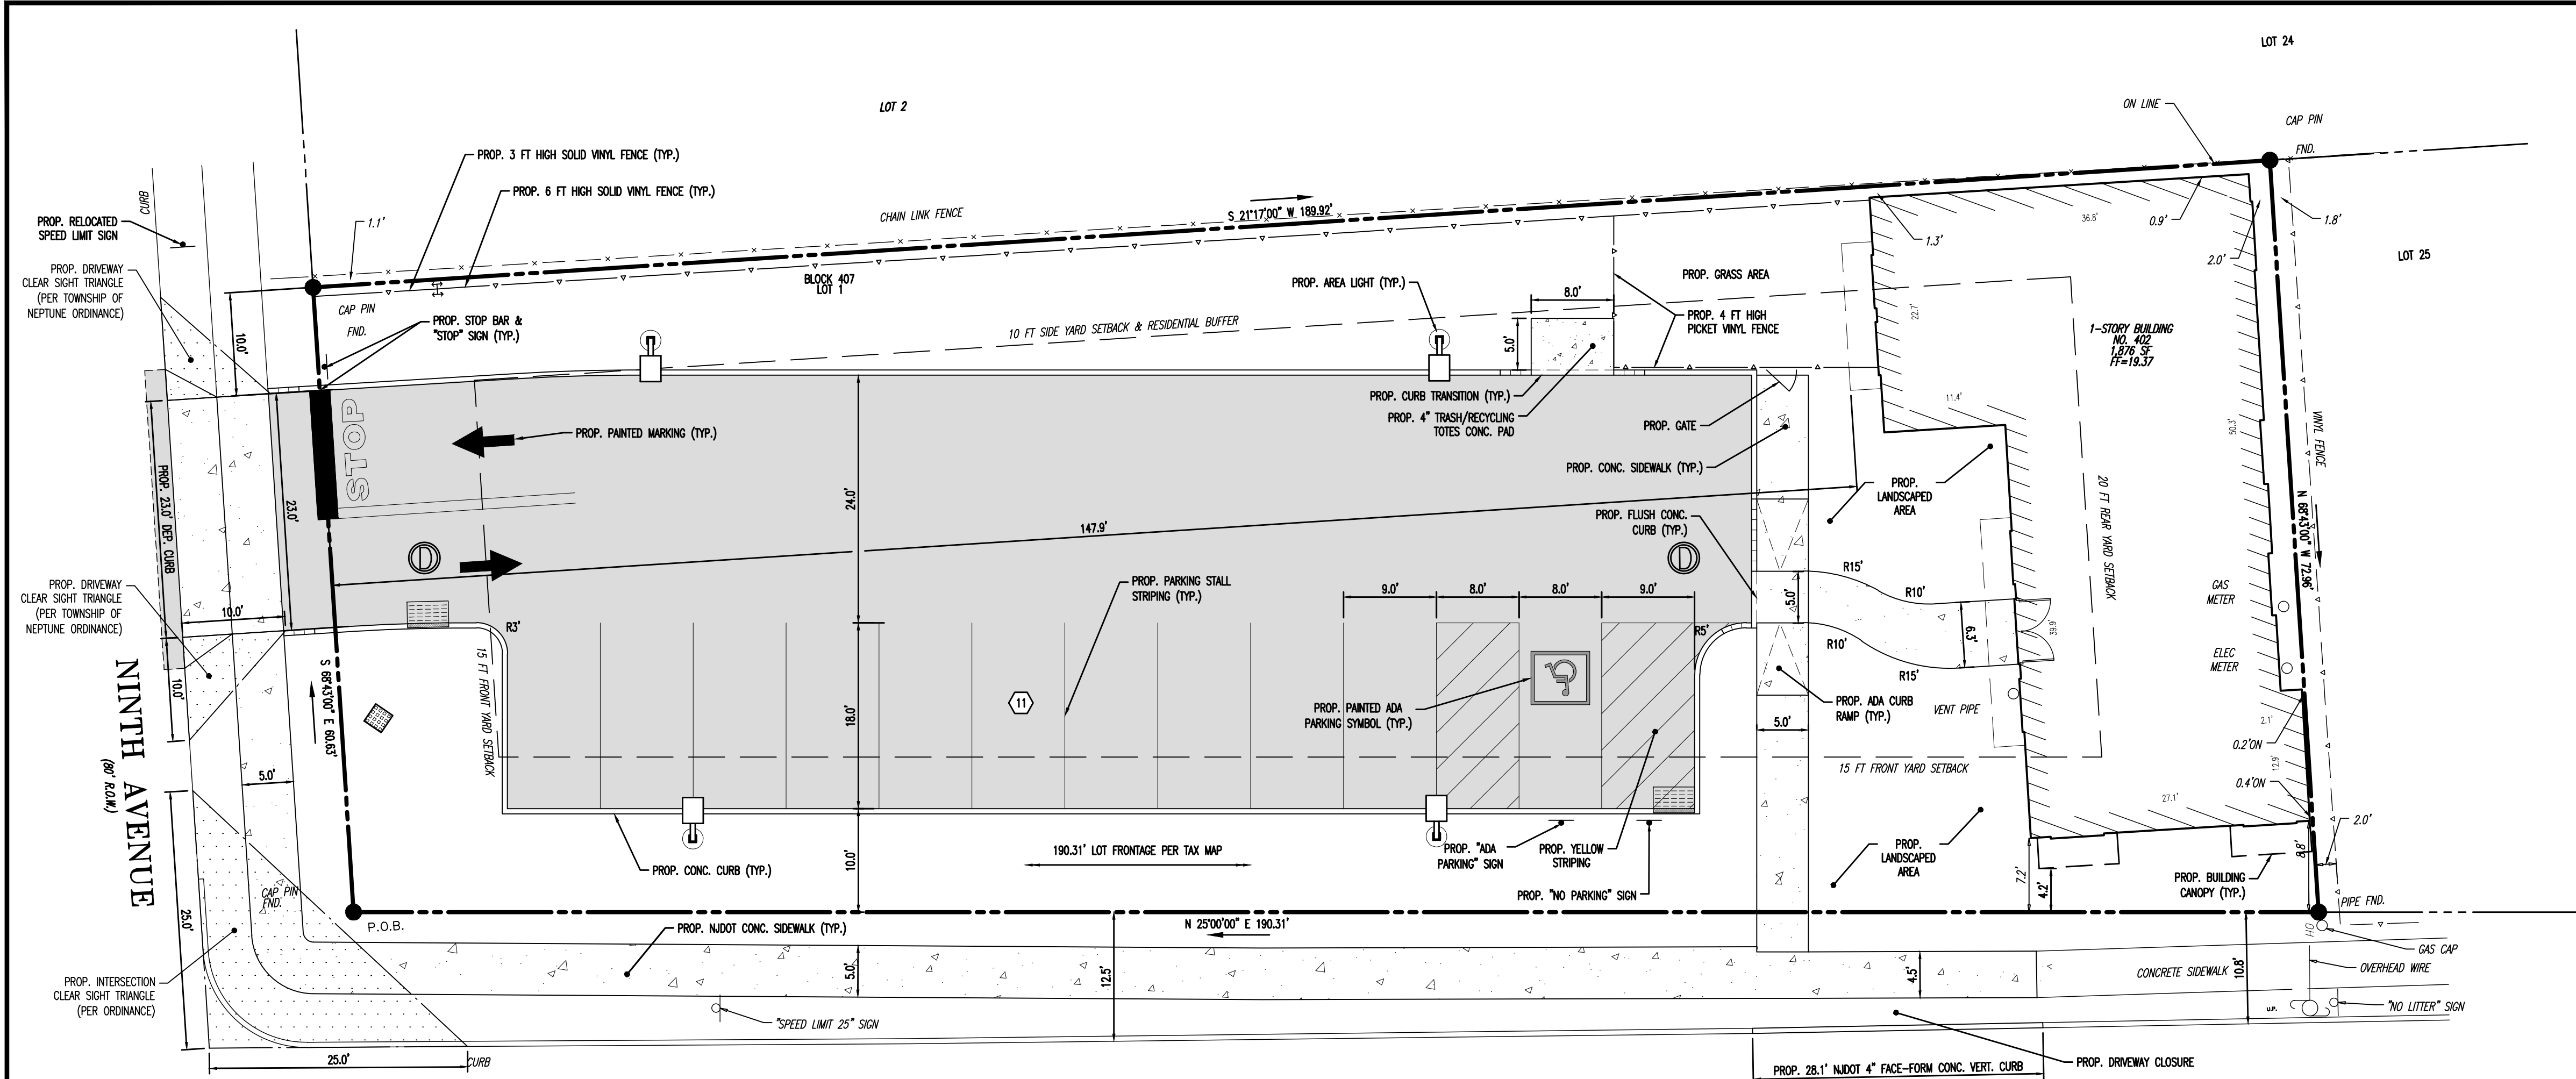 LOT 24
LOT 2
ON LINE
CAP PIN
FND.
PROP. 3 FT HIGH SOLID VINYL FENCE (TYP.)
PROP. 6 FT HIGH SOLID VINYL FENCE (TYP.)
CURB
PROP. RELOCATED
SPEED LIMIT SIGN
1.1'
CHAIN LINK FENCE
S 21°17'00" W 189.92'
36.8'
0.9'
1.8'
1.3'
2.0'
LOT 25
PROP. DRIVEWAY
CLEAR SIGHT TRIANGLE
(PER TOWNSHIP OF
NEPTUNE ORDINANCE)
BLOCK 407
LOT 1
PROP. AREA LIGHT (TYP.)
PROP. GRASS AREA
8.0'
CAP PIN
FND.
10.0'
PROP. STOP BAR &
"STOP" SIGN (TYP.)
10 FT SIDE YARD SETBACK & RESIDENTIAL BUFFER
5.0'
PROP. 4 FT HIGH
PICKET VINYL FENCE
22.7'
1-STORY BUILDING
NO. 402
1,876 SF
FF=19.37
PROP. CURB TRANSITION (TYP.)
PROP. 4" TRASH/RECYCLING
TOTES CONC. PAD
PROP. GATE
11.4'
50.3'
VINYL FENCE
STOP
PROP. PAINTED MARKING (TYP.)
PROP. CONC. SIDEWALK (TYP.)
PROP.
LANDSCAPED
AREA
20 FT REAR YARD SETBACK
N 68°43'00" W 72.96'
PROP. 23.0' DEP. CURB
23.0'
24.0'
147.9'
PROP. FLUSH CONC.
CURB (TYP.)
D
D
PROP. PARKING STALL
STRIPING (TYP.)
9.0'
8.0'
8.0'
9.0'
R15'
R10'
5.0'
6.3'
39.9'
GAS
METER
PROP. DRIVEWAY
CLEAR SIGHT TRIANGLE
(PER TOWNSHIP OF
NEPTUNE ORDINANCE)
10.0'
R3'
R5'
R10'
R15'
ELEC
METER
10.0'
S 68°43'00" E 60.63'
15 FT FRONT YARD SETBACK
11
18.0'
PROP. PAINTED ADA
PARKING SYMBOL (TYP.)
PROP. ADA CURB
RAMP (TYP.)
VENT PIPE
5.0'
2.1'
0.2'ON
NINTH AVENUE
(80' R.O.W.)
5.0'
15 FT FRONT YARD SETBACK
12.9'
0.4'ON
27.1'
2.0'
PROP. CONC. CURB (TYP.)
10.0'
190.31' LOT FRONTAGE PER TAX MAP
PROP. "ADA
PARKING" SIGN
PROP. YELLOW
STRIPING
PROP. "NO PARKING" SIGN
PROP.
LANDSCAPED
AREA
7.2'
4.2'
PROP. BUILDING
CANOPY (TYP.)
8.8'
CAP PIN
FND.
25.0'
P.O.B.
PROP. NJDOT CONC. SIDEWALK (TYP.)
N 25°00'00" E 190.31'
PIPE FND.
OH
GAS CAP
PROP. INTERSECTION
CLEAR SIGHT TRIANGLE
(PER ORDINANCE)
5.0'
12.5'
4.5'
CONCRETE SIDEWALK
10.8'
OVERHEAD WIRE
"SPEED LIMIT 25" SIGN
U.P.
"NO LITTER" SIGN
25.0'
CURB
PROP. 28.1' NJDOT 4" FACE-FORM CONC. VERT. CURB
PROP. DRIVEWAY CLOSURE